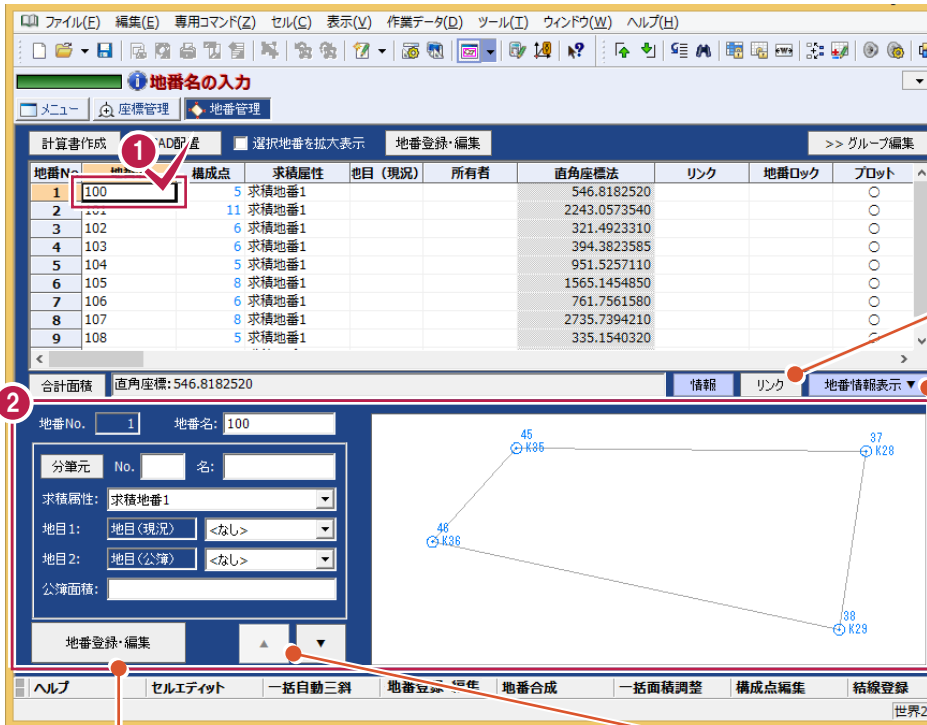 ファイル(F) 編集(E) 専用コマンド(Z) セル(C) 表示(V) 作業データ(D) ツール(T) ウィンドウ(W) ヘルプ(H)
地番名の入力
メニュー 座標管理 地番管理
計算書作成 選択地番を拡大表示 地番登録・編集 >> グループ編集
1
地番No 構成点 求積属性 地目（現況） 所有者 直角座標法 リンク 地番ロック プロット
1 100 5 求積地番1 546.8182520 ○
2 101 11 求積地番1 2243.0573540 ○
3 102 6 求積地番1 321.4923310 ○
4 103 6 求積地番1 394.3823585 ○
5 104 5 求積地番1 951.5257110 ○
6 105 8 求積地番1 1565.1454850 ○
7 106 6 求積地番1 761.7561580 ○
8 107 8 求積地番1 2735.7394210 ○
9 108 5 求積地番1 335.1540320 ○
合計面積 直角座標:546.8182520 情報 リンク 地番情報表示 ▼
2
地番No. 1 地番名: 100
分筆元 No. 名:
求積属性: 求積地番1
地目1: 地目(現況) <なし>
地目2: 地目(公簿) <なし>
公簿面積:
地番登録・編集 ▲ ▼
45
K35
37
K28
46
K36
38
K29
ヘルプ セルエディット 一括自動三斜 地番登録・編集 地番合成 一括面積調整 構成点編集 結線登録
世界2